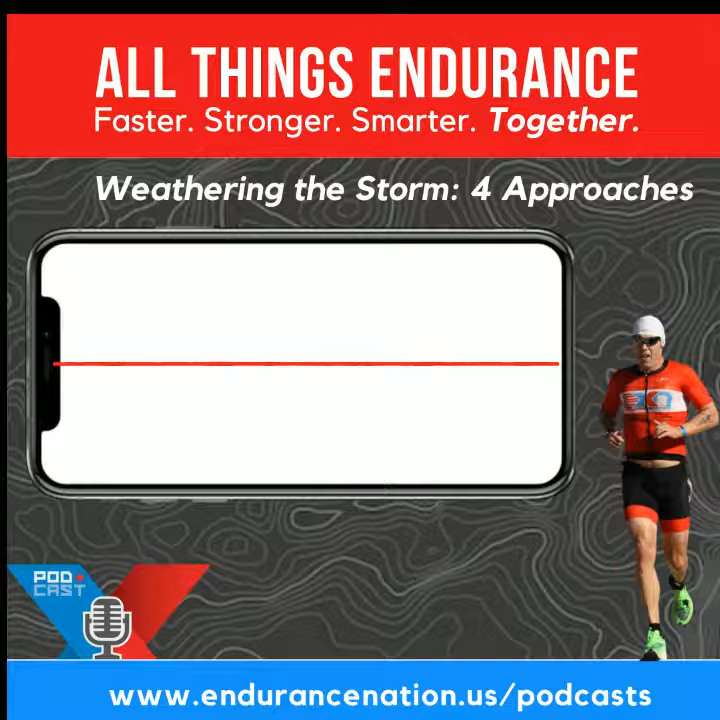 ALL THINGS ENDURANCE
Faster. Stronger. Smarter. Together.
Weathering the Storm: 4 Approaches
POD
CAST
www.endurancenation.us/podcasts